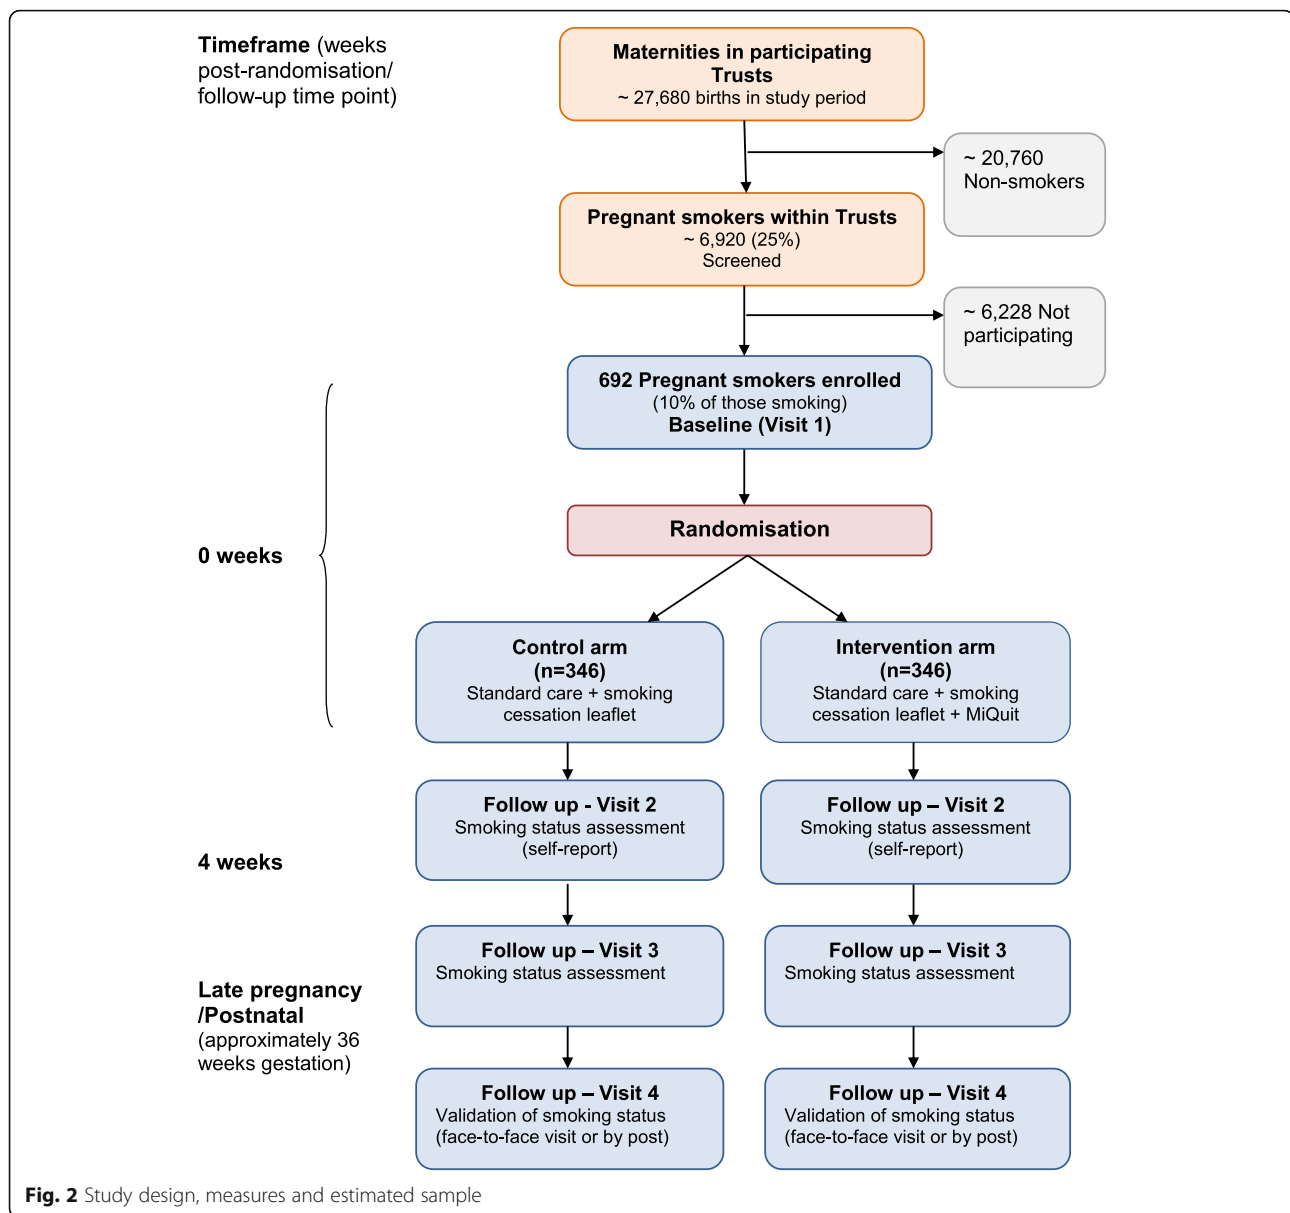 Timeframe (weeks
post-randomisation/
follow-up time point)
Maternities in participating
Trusts
~ 27,680 births in study period
~ 20,760
Non-smokers
Pregnant smokers within Trusts
~ 6,920 (25%)
Screened
~ 6,228 Not
participating
692 Pregnant smokers enrolled
(10% of those smoking)
Baseline (Visit 1)
Randomisation
0 weeks
Control arm
(n=346)
Standard care + smoking
cessation leaflet
Intervention arm
(n=346)
Standard care + smoking
cessation leaflet + MiQuit
4 weeks
Follow up - Visit 2
Smoking status assessment
(self-report)
Follow up – Visit 2
Smoking status assessment
(self-report)
Late pregnancy
/Postnatal
(approximately 36
weeks gestation)
Follow up – Visit 3
Smoking status assessment
Follow up – Visit 3
Smoking status assessment
Follow up – Visit 4
Validation of smoking status
(face-to-face visit or by post)
Follow up – Visit 4
Validation of smoking status
(face-to-face visit or by post)
Fig. 2 Study design, measures and estimated sample